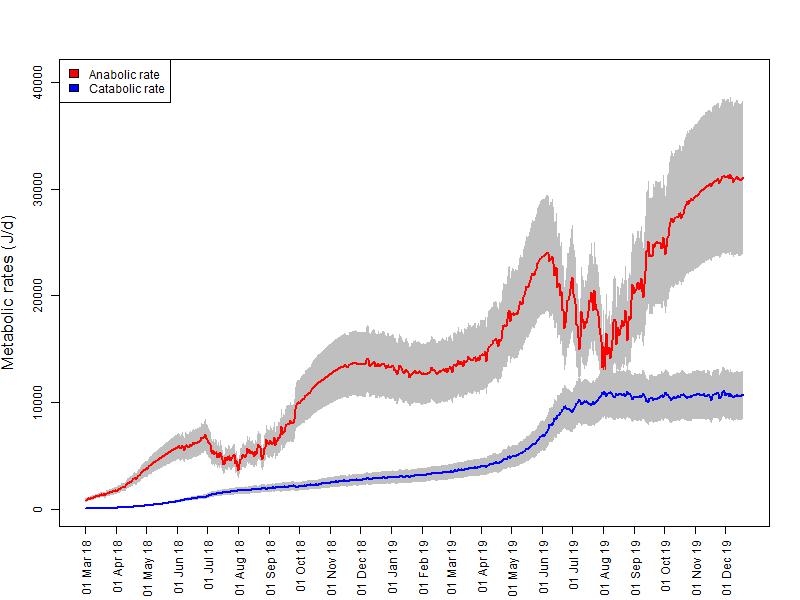 Anabolic rate
Catabolic rate
Metabolic rates (J/d)
40000
30000
20000
10000
0
01 Mar 18
01 Apr 18
01 May 18
01 Jun 18
01 Jul 18
01 Aug 18
01 Sep 18
01 Oct 18
01 Nov 18
01 Dec 18
01 Jan 19
01 Feb 19
01 Mar 19
01 Apr 19
01 May 19
01 Jun 19
01 Jul 19
01 Aug 19
01 Sep 19
01 Oct 19
01 Nov 19
01 Dec 19